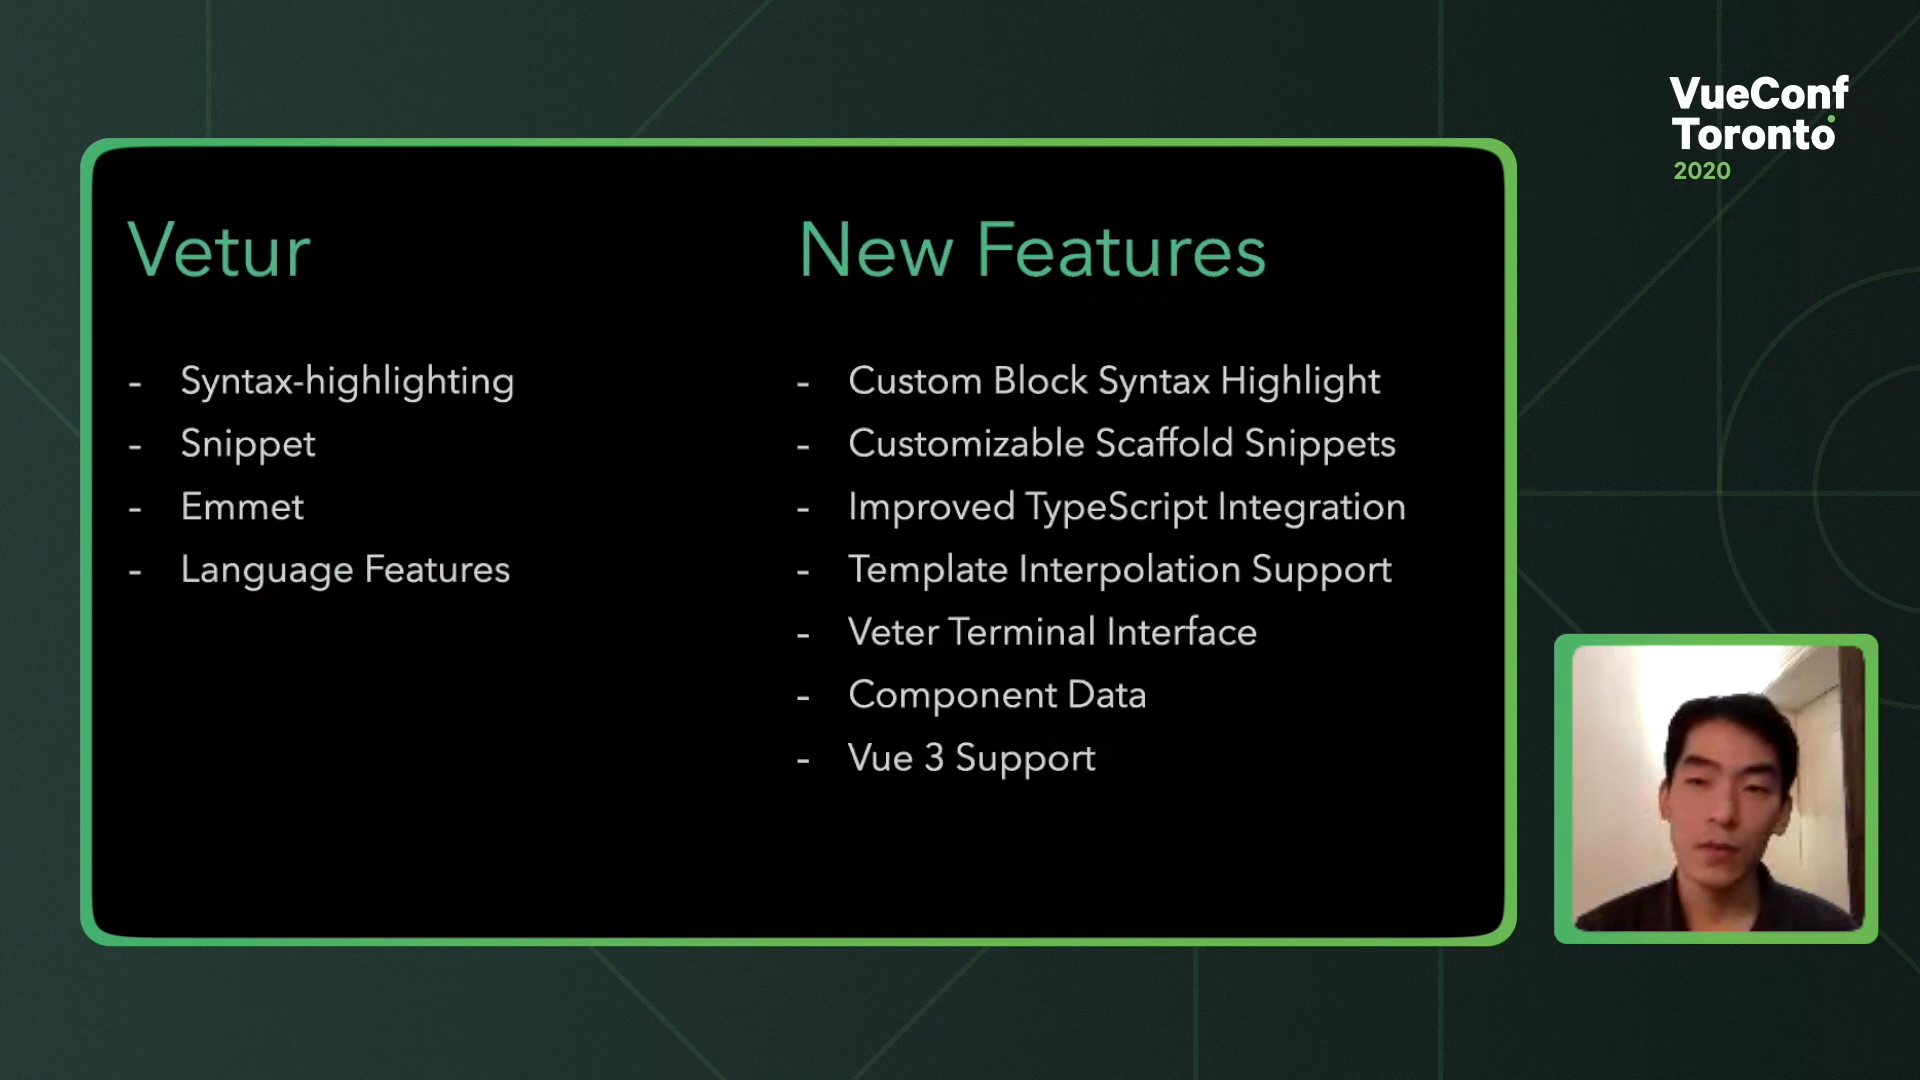 VueConf
Toronto
2020
Vetur
- Syntax-highlighting
- Snippet
- Emmet
- Language Features
New Features
- Custom Block Syntax Highlight
- Customizable Scaffold Snippets
- Improved TypeScript Integration
- Template Interpolation Support
- Veter Terminal Interface
- Component Data
- Vue 3 Support